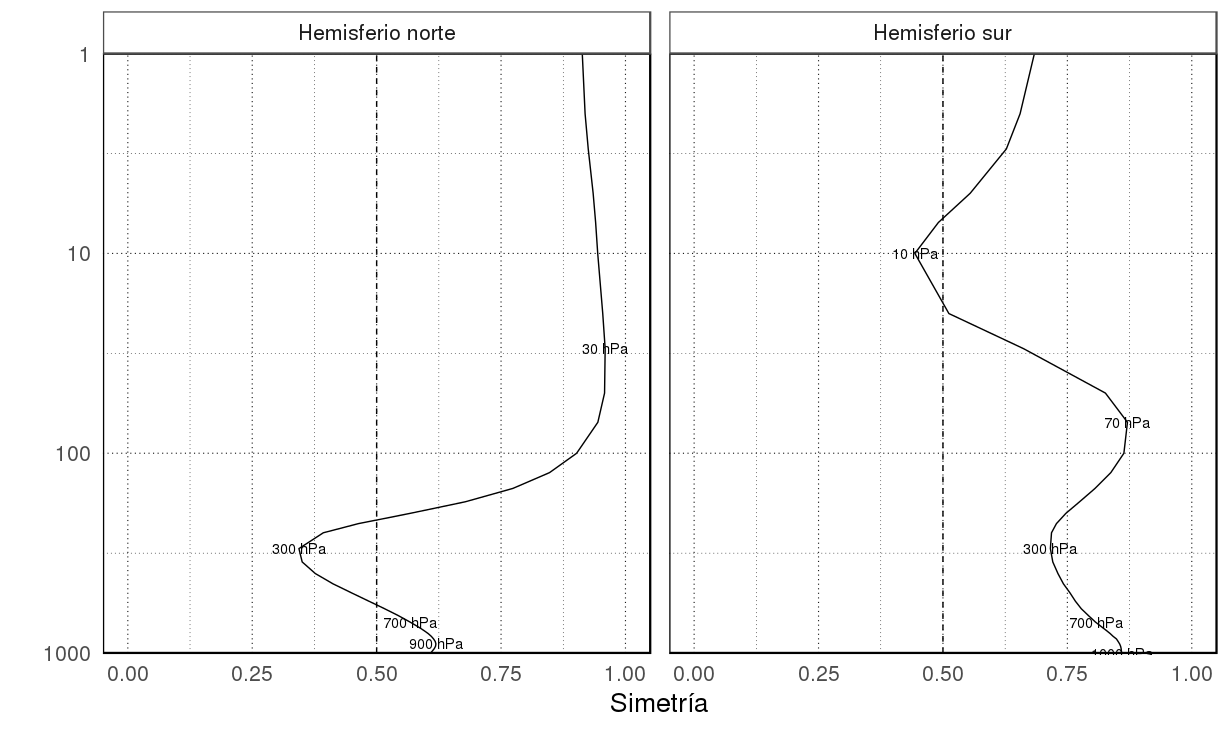 Hemisferio norte
Hemisferio sur
1
10
100
1000
30 hPa
300 hPa
700 hPa
900 hPa
10 hPa
70 hPa
300 hPa
700 hPa
1000 hPa
0.00 0.25 0.50 0.75 1.00
0.00 0.25 0.50 0.75 1.00
Simetría